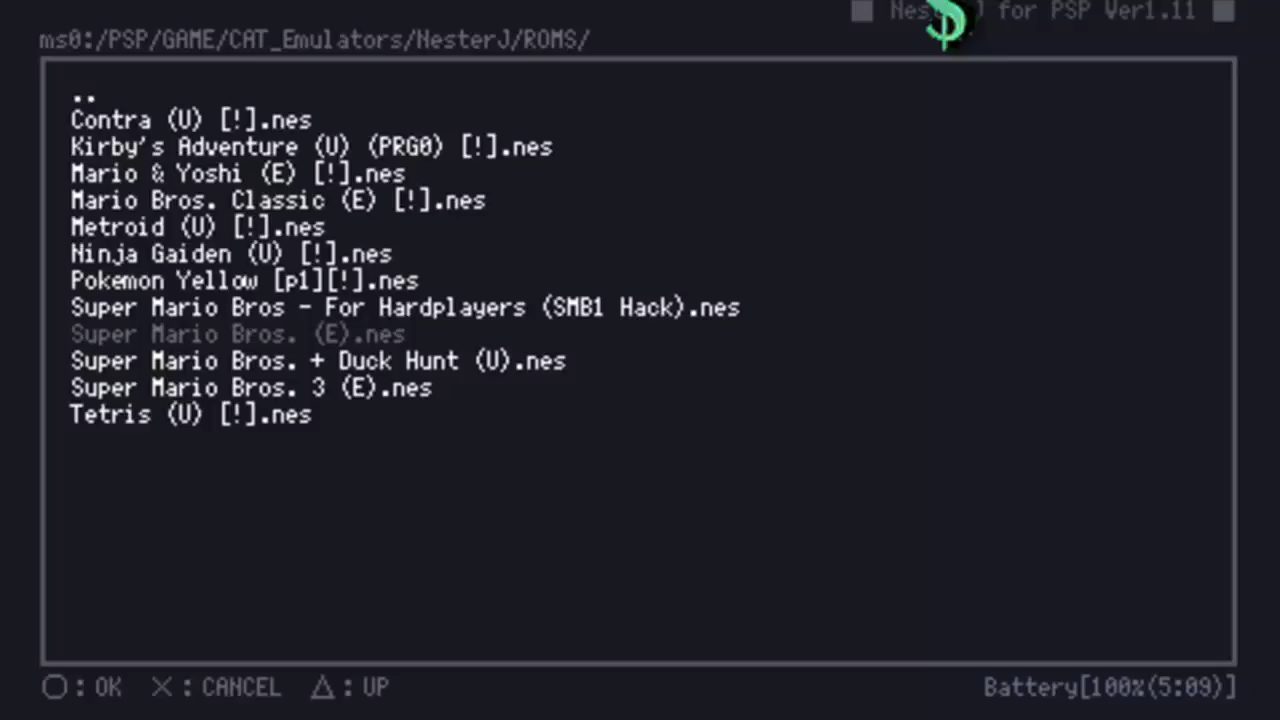 for PSP Ver1.11
ms0:/PSP/GAME/CAT_Emulators/NesterJ/ROMS/
..
Contra (U) [!].nes
Kirby's Adventure (U) (PRG0) [!].nes
Mario & Yoshi (E) [!].nes
Mario Bros. Classic (E) [!].nes
Metroid (U) [!].nes
Ninja Gaiden (U) [!].nes
Pokemon Yellow [p1][!].nes
Super Mario Bros - For Hardplayers (SMB1 Hack).nes
Super Mario Bros. (E).nes
Super Mario Bros. + Duck Hunt (U).nes
Super Mario Bros. 3 (E).nes
Tetris (U) [!].nes
○: OK ×: CANCEL △: UP
Battery[100%(5:09)]